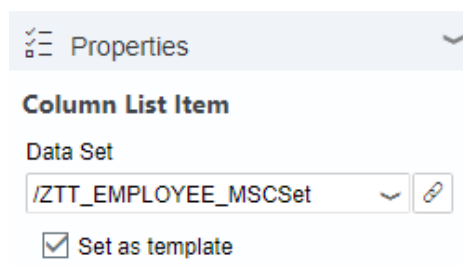 Properties
Column List Item
Data Set
/ZTT_EMPLOYEE_MSCSet
Set as template